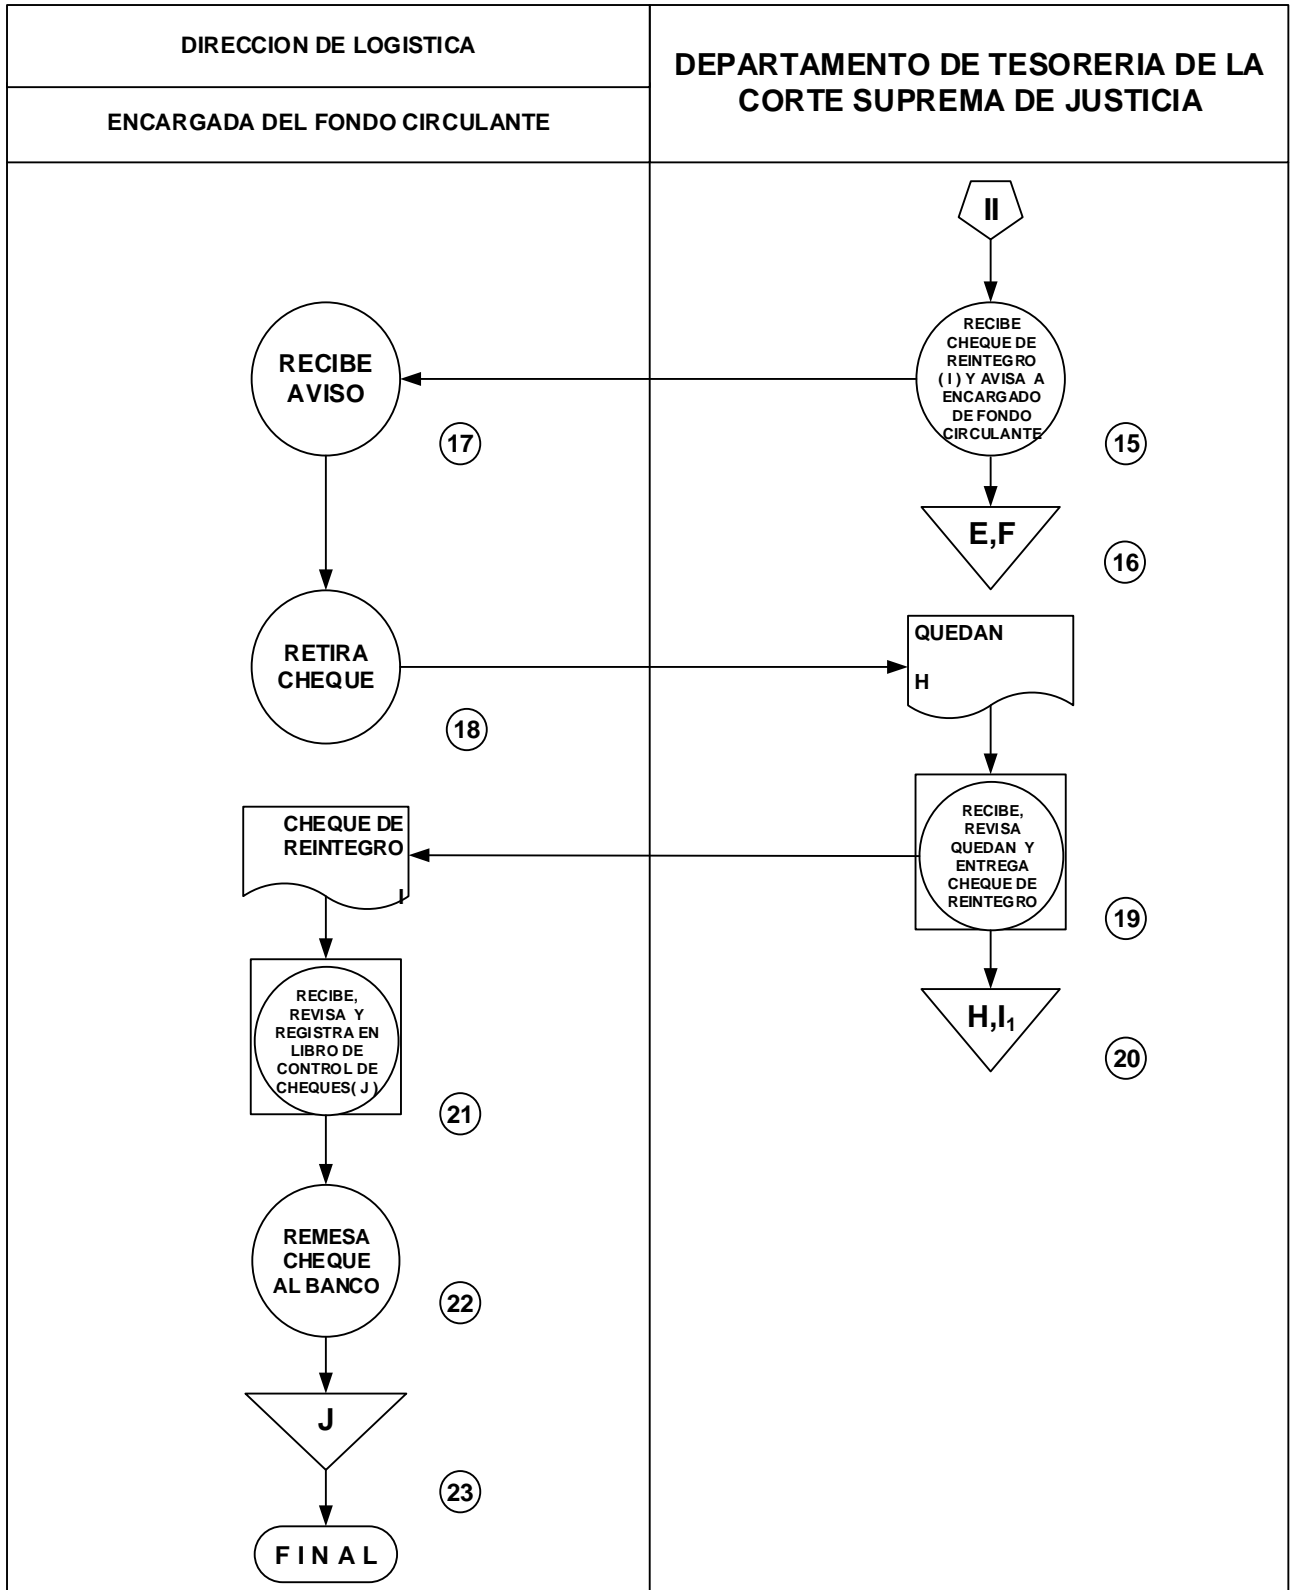 DIRECCION DE LOGISTICA
ENCARGADA DEL FONDO CIRCULANTE
DEPARTAMENTO DE TESORERIA DE LA
CORTE SUPREMA DE JUSTICIA
II
RECIBE
CHEQUE DE
REINTEGRO
( I ) Y AVISA A
ENCARGADO
DE FONDO
CIRCULANTE
15
RECIBE
AVISO
17
E,F
16
RETIRA
CHEQUE
18
QUEDAN
H
RECIBE,
REVISA
QUEDAN Y
ENTREGA
CHEQUE DE
REINTEGRO
19
CHEQUE DE
REINTEGRO
I
H,I₁
20
RECIBE,
REVISA Y
REGISTRA EN
LIBRO DE
CONTROL DE
CHEQUES( J )
21
REMESA
CHEQUE
AL BANCO
22
J
23
F I N A L